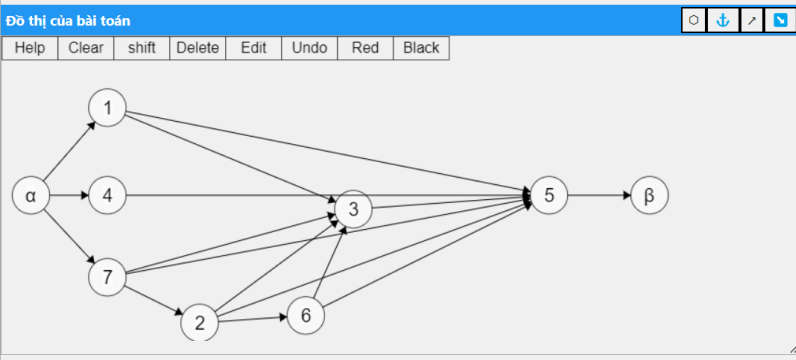 Đồ thị của bài toán
Help Clear shift Delete Edit Undo Red Black
1
α 4 3 5 β
7
2 6